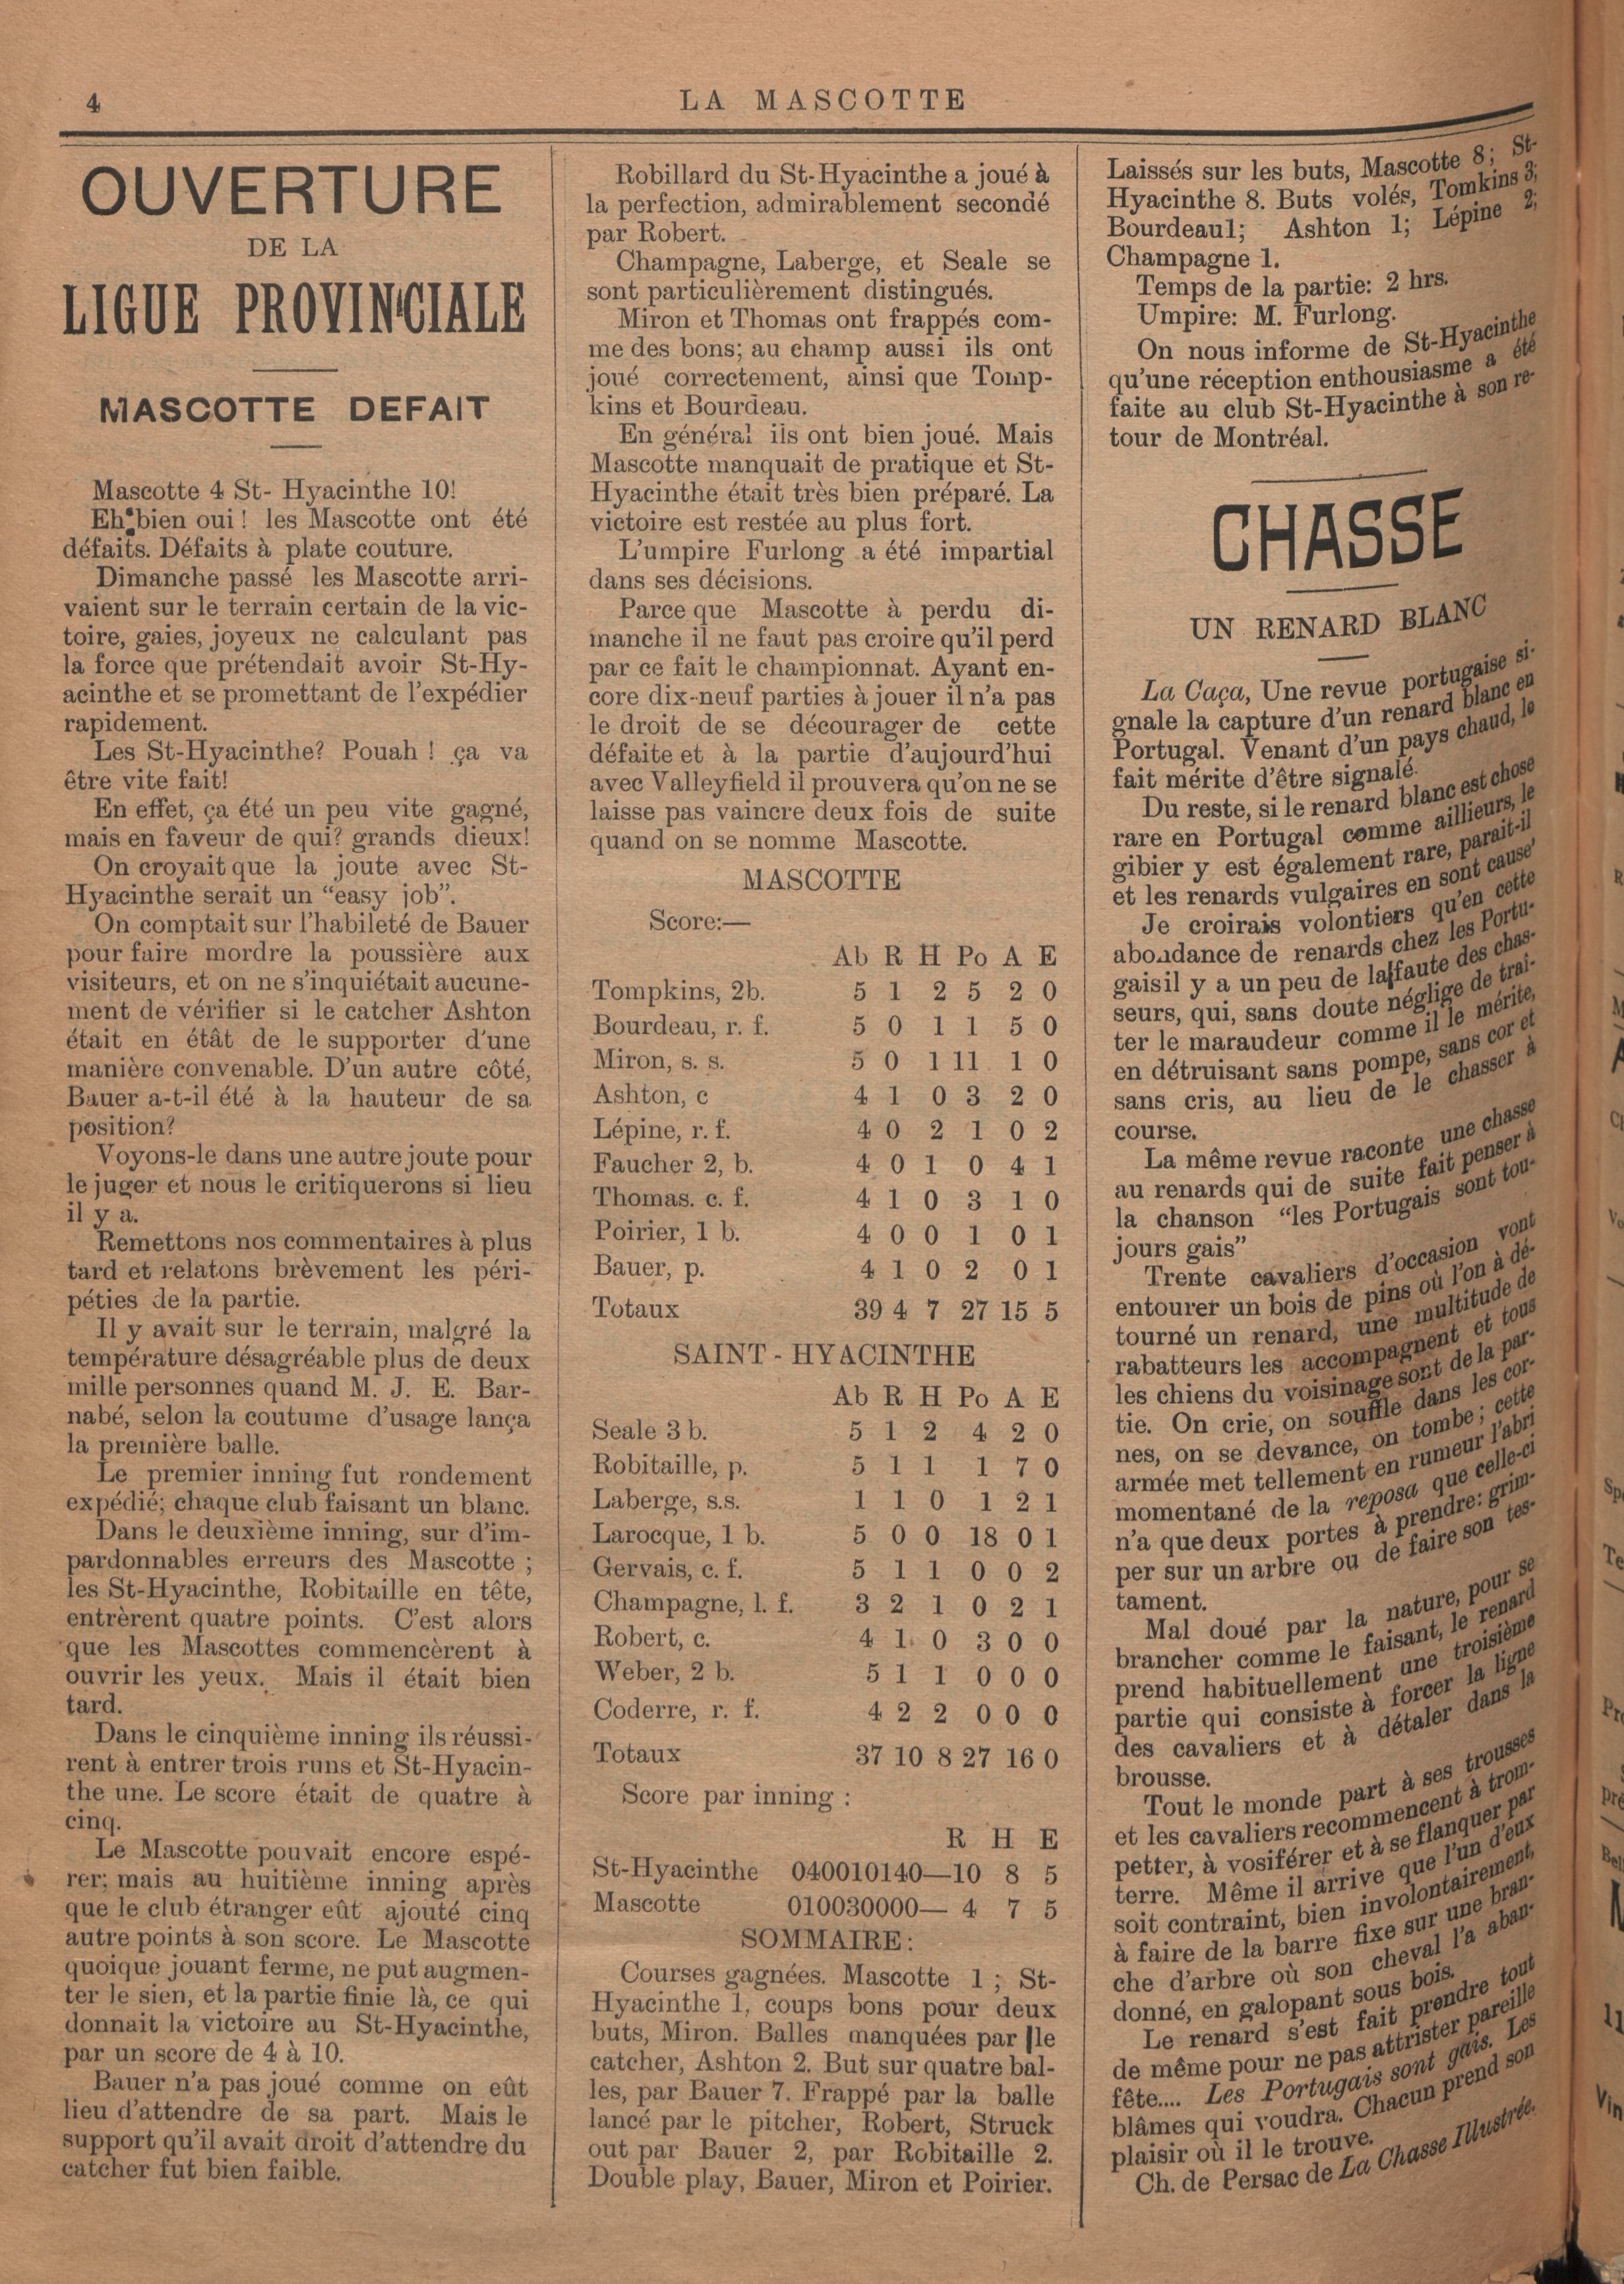 4
LA MASCOTTE
OUVERTURE
DE LA
LIGUE PROVINCIALE
MASCOTTE DEFAIT
Mascotte 4 St- Hyacinthe 10!
Eh bien oui ! les Mascotte ont été
défaits. Défaits à plate couture.
Dimanche passé les Mascotte arri-
vaient sur le terrain certain de la vic-
toire, gaies, joyeux ne calculant pas
la force que prétendait avoir St-Hy-
acinthe et se promettant de l'expédier
rapidement.
Les St-Hyacinthe? Pouah ! ça va
être vite fait!
En effet, ça été un peu vite gagné,
mais en faveur de qui? grands dieux!
On croyait que la joute avec St-
Hyacinthe serait un "easy job".
On comptait sur l'habileté de Bauer
pour faire mordre la poussière aux
visiteurs, et on ne s'inquiétait aucune-
ment de vérifier si le catcher Ashton
était en étât de le supporter d'une
manière convenable. D'un autre côté,
Bauer a-t-il été à la hauteur de sa
position?
Voyons-le dans une autre joute pour
le juger et nous le critiquerons si lieu
il y a.
Remettons nos commentaires à plus
tard et relatons brèvement les péri-
péties de la partie.
Il y avait sur le terrain, malgré la
température désagréable plus de deux
mille personnes quand M. J. E. Bar-
nabé, selon la coutume d'usage lança
la première balle.
Le premier inning fut rondement
expédié; chaque club faisant un blanc.
Dans le deuxième inning, sur d'im-
pardonnables erreurs des Mascotte ;
les St-Hyacinthe, Robitaille en tête,
entrèrent quatre points. C'est alors
que les Mascottes commencèrent à
ouvrir les yeux. Mais il était bien
tard.
Dans le cinquième inning ils réussi-
rent à entrer trois runs et St-Hyacin-
the une. Le score était de quatre à
cinq.
Le Mascotte pouvait encore espé-
rer; mais au huitième inning après
que le club étranger eût ajouté cinq
autre points à son score. Le Mascotte
quoique jouant ferme, ne put augmen-
ter le sien, et la partie finie là, ce qui
donnait la victoire au St-Hyacinthe,
par un score de 4 à 10.
Bauer n'a pas joué comme on eût
lieu d'attendre de sa part. Mais le
support qu'il avait droit d'attendre du
catcher fut bien faible.
Robillard du St-Hyacinthe a joué à
la perfection, admirablement secondé
par Robert.
Champagne, Laberge, et Seale se
sont particulièrement distingués.
Miron et Thomas ont frappés com-
me des bons; au champ aussi ils ont
joué correctement, ainsi que Tomp-
kins et Bourdeau.
En général ils ont bien joué. Mais
Mascotte manquait de pratique et St-
Hyacinthe était très bien préparé. La
victoire est restée au plus fort.
L'umpire Furlong a été impartial
dans ses décisions.
Parce que Mascotte à perdu di-
manche il ne faut pas croire qu'il perd
par ce fait le championnat. Ayant en-
core dix-neuf parties à jouer il n'a pas
le droit de se décourager de cette
défaite et à la partie d'aujourd'hui
avec Valleyfield il prouvera qu'on ne se
laisse pas vaincre deux fois de suite
quand on se nomme Mascotte.
MASCOTTE
Score:—
Ab R H Po A E
Tompkins, 2b. 5 1 2 5 2 0
Bourdeau, r. f. 5 0 1 1 5 0
Miron, s. s. 5 0 1 11 1 0
Ashton, c 4 1 0 3 2 0
Lépine, r. f. 4 0 2 1 0 2
Faucher 2, b. 4 0 1 0 4 1
Thomas. c. f. 4 1 0 3 1 0
Poirier, 1 b. 4 0 0 1 0 1
Bauer, p. 4 1 0 2 0 1
Totaux 39 4 7 27 15 5
SAINT - HYACINTHE
Ab R H Po A E
Seale 3 b. 5 1 2 4 2 0
Robitaille, p. 5 1 1 1 7 0
Laberge, s.s. 1 1 0 1 2 1
Larocque, 1 b. 5 0 0 18 0 1
Gervais, c. f. 5 1 1 0 0 2
Champagne, l. f. 3 2 1 0 2 1
Robert, c. 4 1 0 3 0 0
Weber, 2 b. 5 1 1 0 0 0
Coderre, r. f. 4 2 2 0 0 0
Totaux 37 10 8 27 16 0
Score par inning :
R H E
St-Hyacinthe 040010140—10 8 5
Mascotte 010030000— 4 7 5
SOMMAIRE:
Courses gagnées. Mascotte 1 ; St-
Hyacinthe 1, coups bons pour deux
buts, Miron. Balles manquées par le
catcher, Ashton 2. But sur quatre bal-
les, par Bauer 7. Frappé par la balle
lancé par le pitcher, Robert, Struck
out par Bauer 2, par Robitaille 2.
Double play, Bauer, Miron et Poirier.
Laissés sur les buts, Mascotte 8; St-
Hyacinthe 8. Buts volés, Tomkins 3;
Bourdeau1; Ashton 1; Lépine 2;
Champagne 1.
Temps de la partie: 2 hrs.
Umpire: M. Furlong.
On nous informe de St-Hyacinthe
qu'une réception enthousiasme a été
faite au club St-Hyacinthe à son re-
tour de Montréal.
CHASSE
UN RENARD BLANC
La Caça, Une revue portugaise si-
gnale la capture d'un renard blanc en
Portugal. Venant d'un pays chaud, le
fait mérite d'être signalé.
Du reste, si le renard blanc est chose
rare en Portugal comme aillieurs, le
gibier y est également rare, parait-il
et les renards vulgaires en sont cause'
Je croirais volontiers qu'en cette
abondance de renards chez les Portu-
gaisil y a un peu de la faute des chas-
seurs, qui, sans doute néglige de traî-
ter le maraudeur comme il le mérite,
en détruisant sans pompe, sans cor et
sans cris, au lieu de le chasser à
course.
La même revue raconte une chasse
au renards qui de suite fait penser à
la chanson "les Portugais sont tou-
jours gais"
Trente cavaliers d'occasion vont
entourer un bois de pins où l'on à dé-
tourné un renard, une multitude de
rabatteurs les accompagnent et tous
les chiens du voisinage sont de la par-
tie. On crie, on souffle dans les cor-
nes, on se devance, on tombe ; cette
armée met tellement en rumeur l'abri
momentané de la reposa que celle-ci
n'a que deux portes à prendre: grim-
per sur un arbre ou de faire son tes-
tament.
Mal doué par la nature, pour se
brancher comme le faisant, le renard
prend habituellement une troisième
partie qui consiste à forcer la ligne
des cavaliers et à détaler dans la
brousse.
Tout le monde part à ses trousses
et les cavaliers recommencent à trom-
petter, à vosiférer et à se flanquer par
terre. Même il arrive que l'un d'eux
soit contraint, bien involontairement,
à faire de la barre fixe sur une bran-
che d'arbre où son cheval l'a aban-
donné, en galopant sous bois.
Le renard s'est fait prendre tout
de même pour ne pas attrister pareille
fête.... Les Portugais sont gais. Les
blâmes qui voudra. Chacun prend son
plaisir où il le trouve.
Ch. de Persac de La Chasse Illustrée.